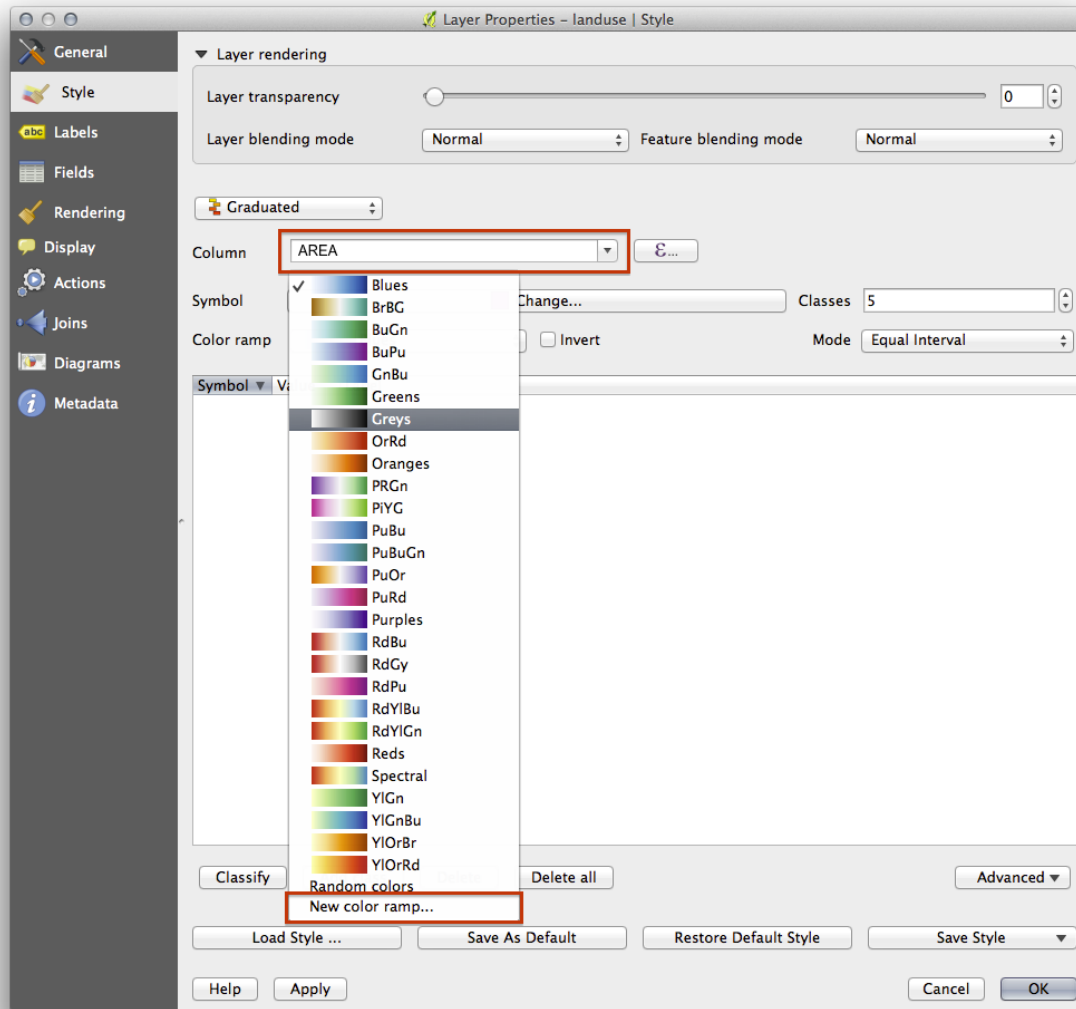 Layer Properties – landuse | Style
General
Style
abc Labels
Fields
Rendering
Display
Actions
Joins
Diagrams
Metadata
Layer rendering
Layer transparency 0
Layer blending mode Normal Feature blending mode Normal
Graduated
Column AREA ε...
Symbol Change... Classes 5
Color ramp Invert Mode Equal Interval
Symbol Va
Blues
BrBG
BuGn
BuPu
GnBu
Greens
Greys
OrRd
Oranges
PRGn
PiYG
PuBu
PuBuGn
PuOr
PuRd
Purples
RdBu
RdGy
RdPu
RdYlBu
RdYlGn
Reds
Spectral
YlGn
YlGnBu
YlOrBr
YlOrRd
Random colors
New color ramp...
Classify Delete all Advanced
Load Style ... Save As Default Restore Default Style Save Style
Help Apply Cancel OK